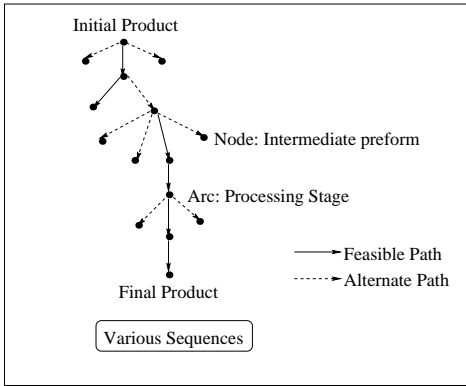 Initial Product
Node: Intermediate preform
Arc: Processing Stage
Feasible Path
Alternate Path
Final Product
Various Sequences